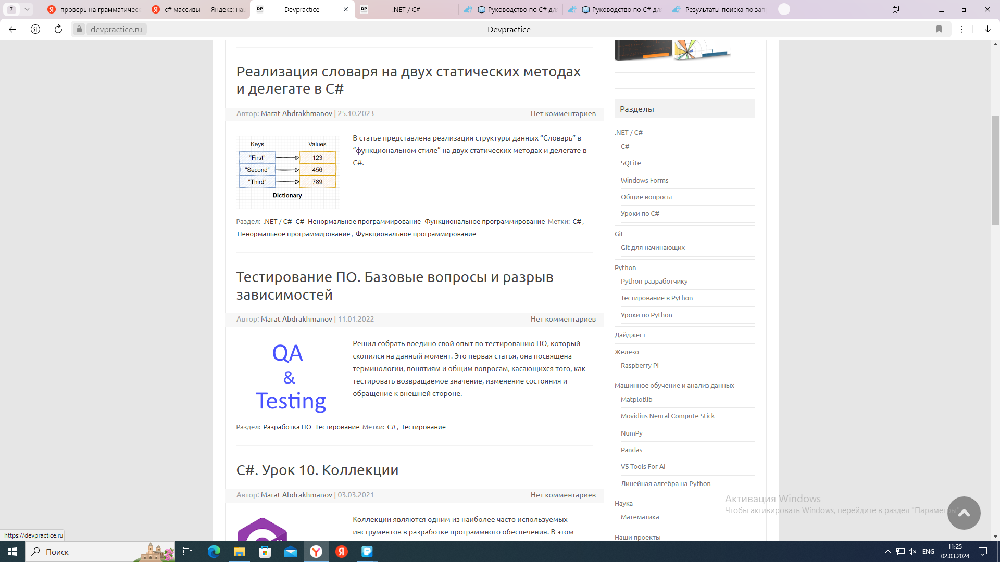 7
проверь на грамматическ
c# массивы — Яндекс: на
DP Devpractice
DP .NET / C#
Руководство по C# дл
Руководство по C# дл
Результаты поиска по зап
devpractice.ru
Devpractice
Реализация словаря на двух статических методах
и делегате в C#
Автор: Marat Abdrakhmanov | 25.10.2023
Нет комментариев
Keys Values
"First" 123
"Second" 456
"Third" 789
Dictionary
В статье представлена реализация структуры данных “Словарь” в
“функциональном стиле” на двух статических методах и делегате в
C#.
Раздел: .NET / C# C# Ненормальное программирование Функциональное программирование Метки: C# ,
Ненормальное программирование , Функциональное программирование
Тестирование ПО. Базовые вопросы и разрыв
зависимостей
Автор: Marat Abdrakhmanov | 11.01.2022
Нет комментариев
QA
&
Testing
Решил собрать воедино свой опыт по тестированию ПО, который
скопился на данный момент. Это первая статья, она посвящена
терминологии, понятиям и общим вопросам, касающихся того, как
тестировать возвращаемое значение, изменение состояния и
обращение к внешней стороне.
Раздел: Разработка ПО Тестирование Метки: C# , Тестирование
C#. Урок 10. Коллекции
Автор: Marat Abdrakhmanov | 03.03.2021
Нет комментариев
Коллекции являются одним из наиболее часто используемых
инструментов в разработке программного обеспечения. В этом
Разделы
.NET / C#
C#
SQLite
Windows Forms
Общие вопросы
Уроки по C#
Git
Git для начинающих
Python
Python-разработчику
Тестирование в Python
Уроки по Python
Дайджест
Железо
Raspberry Pi
Машинное обучение и анализ данных
Matplotlib
Movidius Neural Compute Stick
NumPy
Pandas
VS Tools For AI
Линейная алгебра на Python
Наука
Математика
Наши проекты
Активация Windows
Чтобы активировать Windows, перейдите в раздел "Параметры".
https://devpractice.ru
Поиск
ENG
11:25
02.03.2024